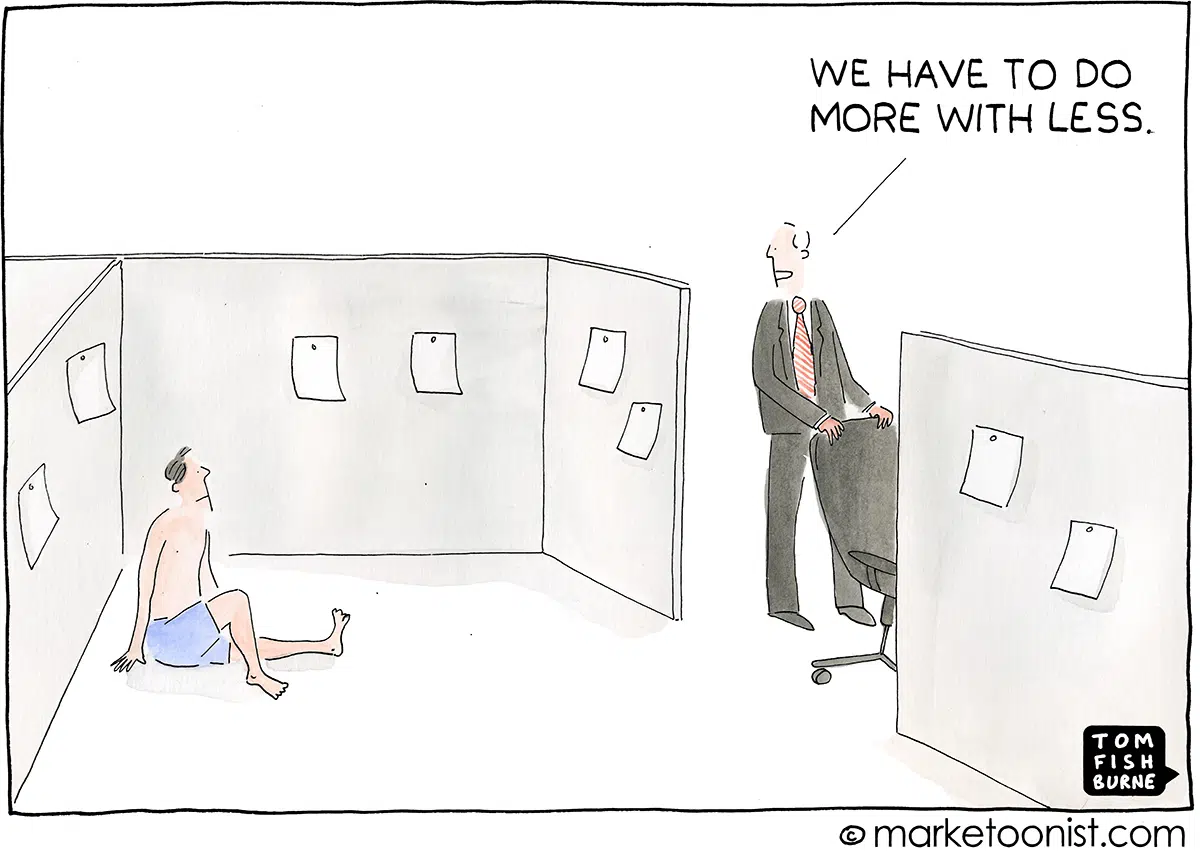 WE HAVE TO DO
MORE WITH LESS.
TOM
FISH
BURNE
© marketoonist.com